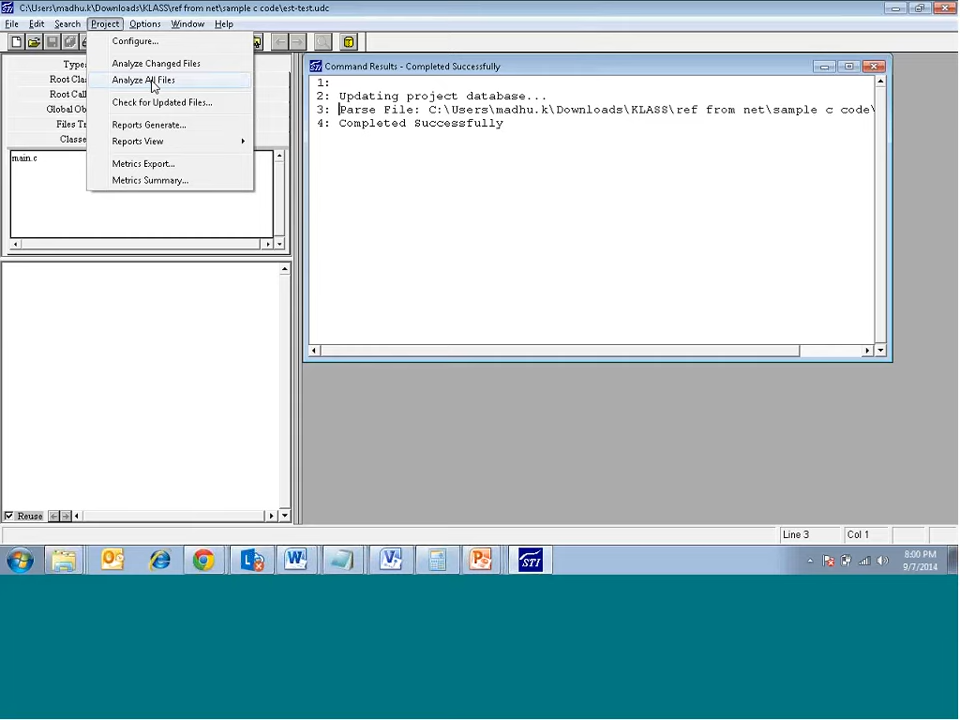 C:\Users\madhu.k\Downloads\KLASS\ref from net\sample c code\est-test.udc
File Edit Search Project Options Window Help
Configure...
Analyze Changed Files
Analyze All Files
Check for Updated Files...
Reports Generate...
Reports View
Metrics Export...
Metrics Summary...
Types
Root Cla
Root Cal
Global Ob
Files Tr
Classe
main.c
Reuse
Command Results - Completed Successfully
1:
2: Updating project database...
3: Parse File: C:\Users\madhu.k\Downloads\KLASS\ref from net\sample c code\
4: Completed Successfully
Line 3 Col 1
STI
8:00 PM
9/7/2014